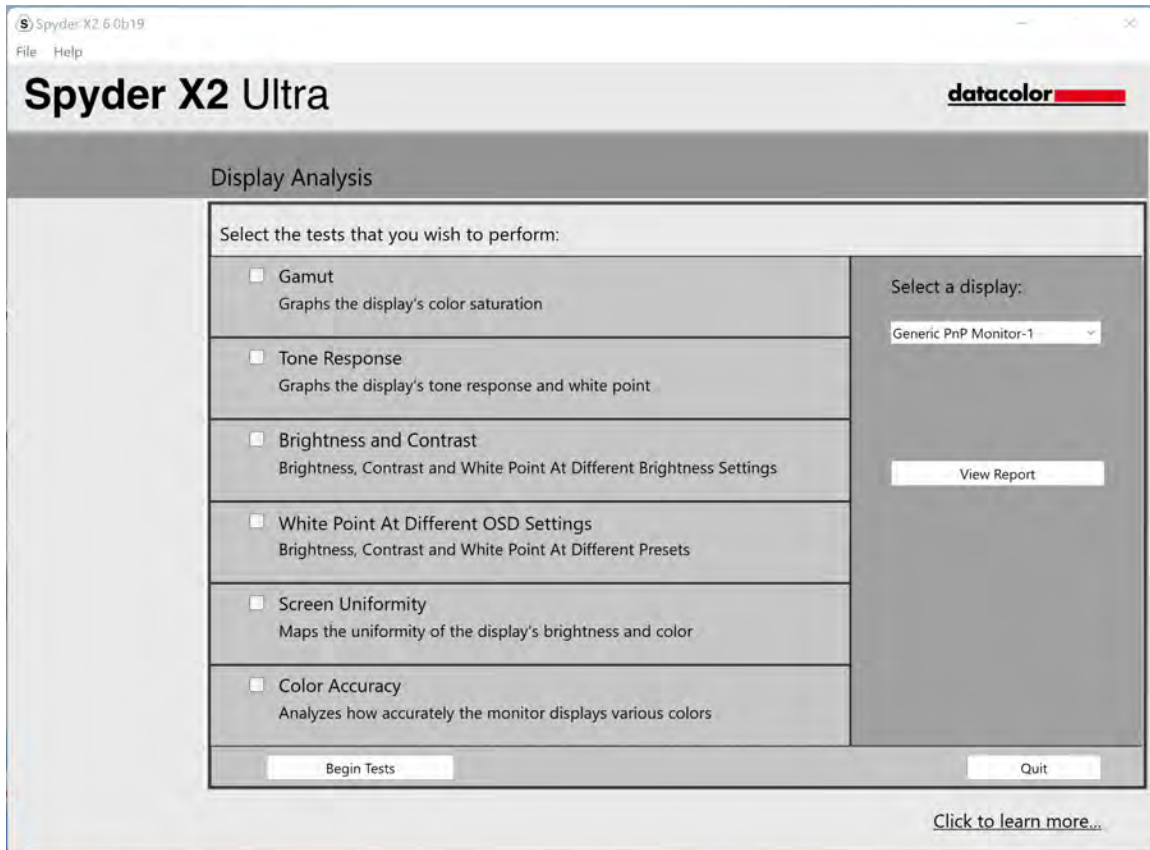 Spyder X2 6.0b19
File Help
Spyder X2 Ultra
datacolor
Display Analysis
Select the tests that you wish to perform:
Gamut
Graphs the display's color saturation
Tone Response
Graphs the display's tone response and white point
Brightness and Contrast
Brightness, Contrast and White Point At Different Brightness Settings
White Point At Different OSD Settings
Brightness, Contrast and White Point At Different Presets
Screen Uniformity
Maps the uniformity of the display's brightness and color
Color Accuracy
Analyzes how accurately the monitor displays various colors
Select a display:
Generic PnP Monitor-1
View Report
Begin Tests
Quit
Click to learn more...